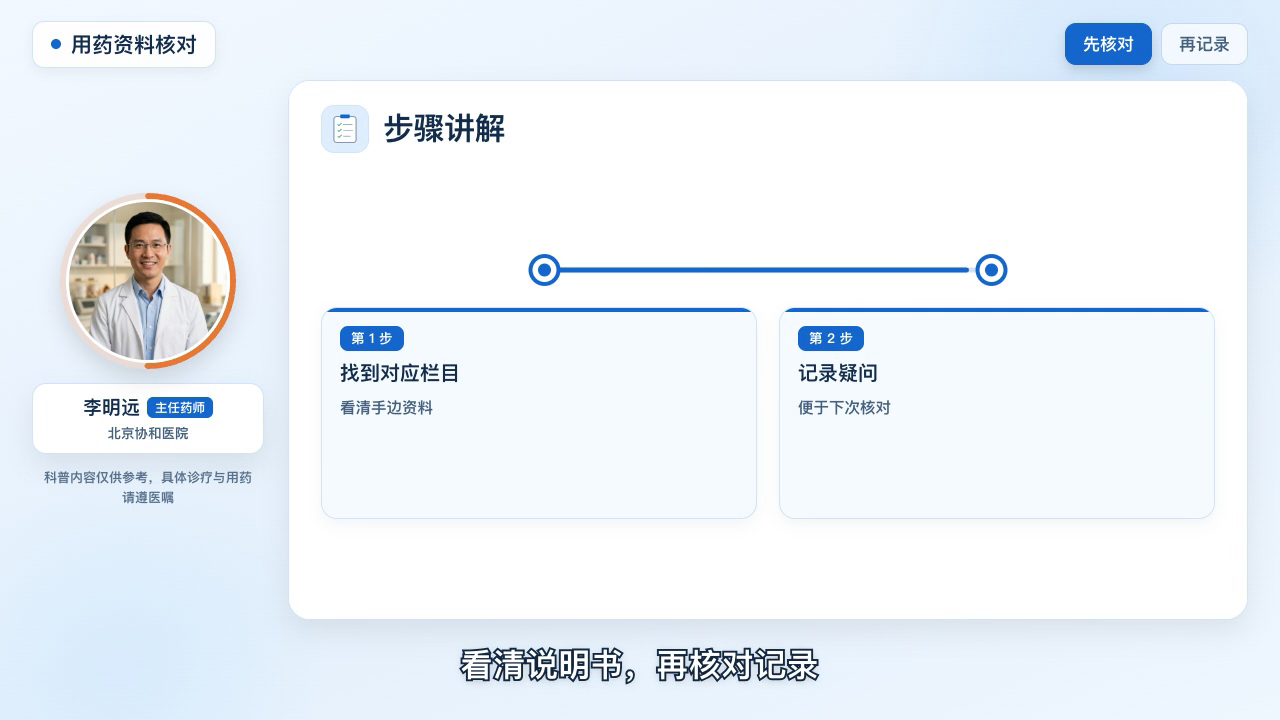 用药资料核对
先核对
再记录
步骤讲解
第 1 步
找到对应栏目
看清手边资料
第 2 步
记录疑问
便于下次核对
李明远 主任药师
北京协和医院
科普内容仅供参考，具体诊疗与用药
请遵医嘱
看清说明书，再核对记录